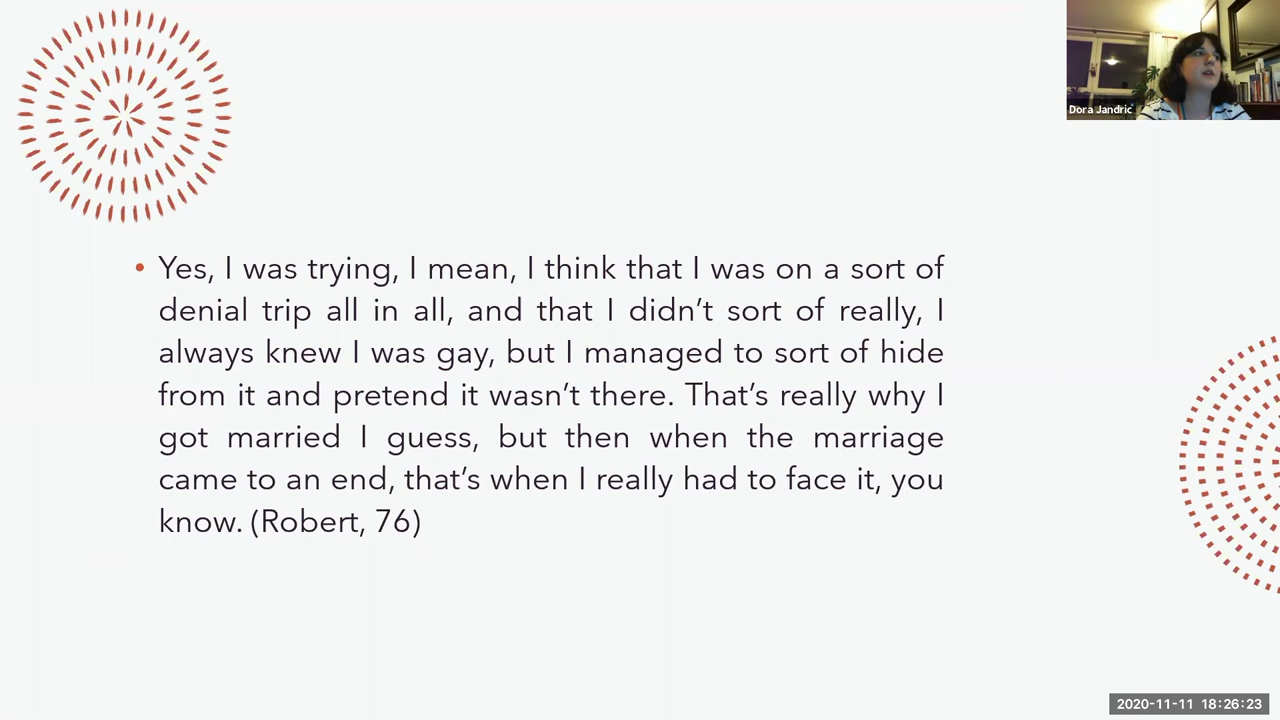 Dora Jandric
• Yes, I was trying, I mean, I think that I was on a sort of
denial trip all in all, and that I didn’t sort of really, I
always knew I was gay, but I managed to sort of hide
from it and pretend it wasn’t there. That’s really why I
got married I guess, but then when the marriage
came to an end, that’s when I really had to face it, you
know. (Robert, 76)
2020-11-11 18:26:23